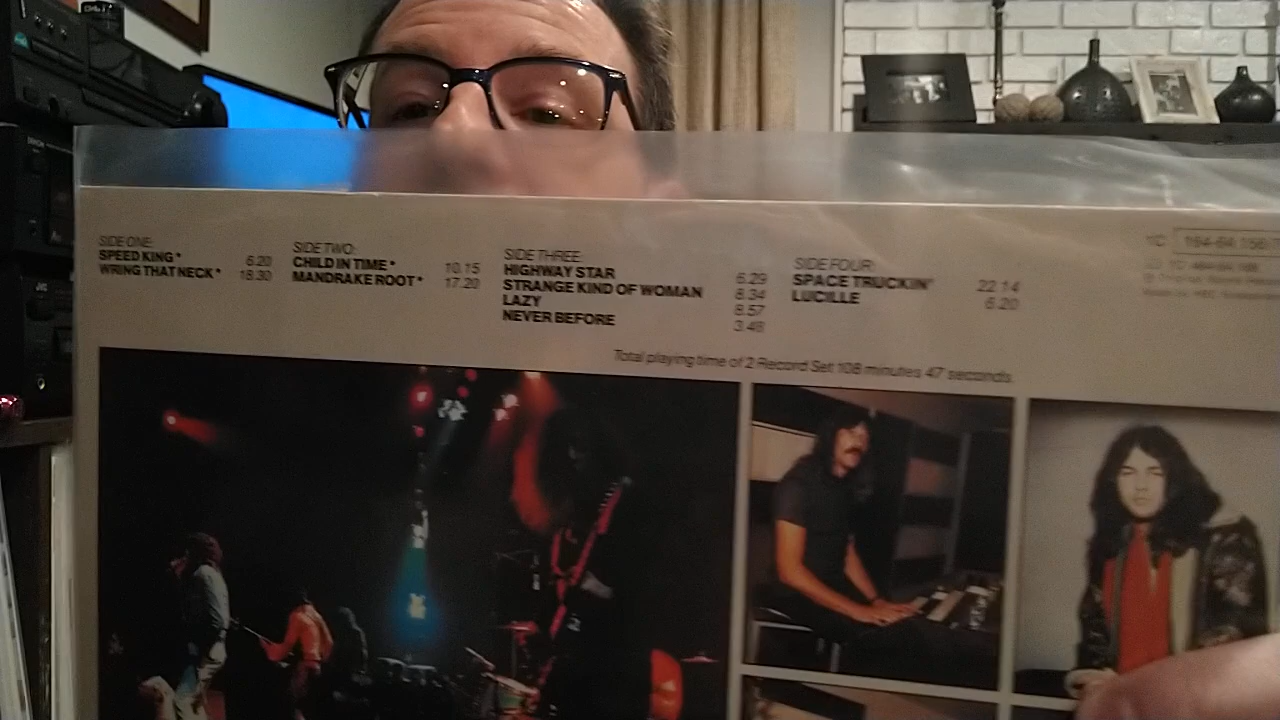 SIDE ONE:
SPEED KING * 6.20
WRING THAT NECK * 18.30
SIDE TWO:
CHILD IN TIME * 10.15
MANDRAKE ROOT * 17.20
SIDE THREE:
HIGHWAY STAR 6.29
STRANGE KIND OF WOMAN 8.34
LAZY 8.57
NEVER BEFORE 3.48
SIDE FOUR:
SPACE TRUCKIN' 22.14
LUCILLE 6.20
Total playing time of 2 Record Set 108 minutes 47 seconds.
DENON
JVC